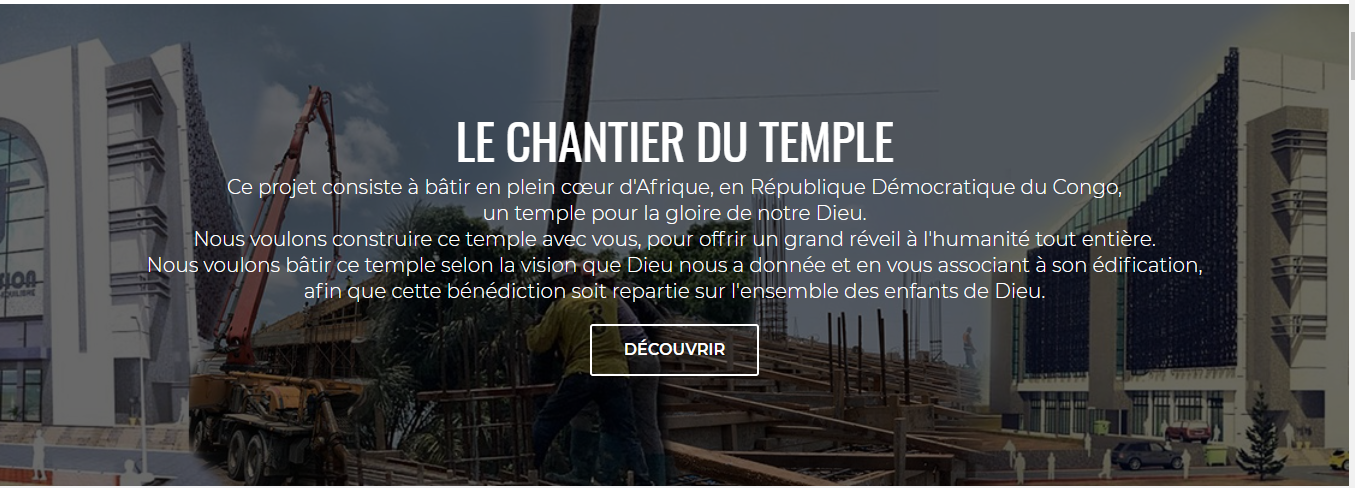 LE CHANTIER DU TEMPLE
Ce projet consiste à bâtir en plein cœur d'Afrique, en République Démocratique du Congo,
un temple pour la gloire de notre Dieu.
Nous voulons construire ce temple avec vous, pour offrir un grand réveil à l'humanité tout entière.
Nous voulons bâtir ce temple selon la vision que Dieu nous a donnée et en vous associant à son édification,
afin que cette bénédiction soit repartie sur l'ensemble des enfants de Dieu.
DÉCOUVRIR